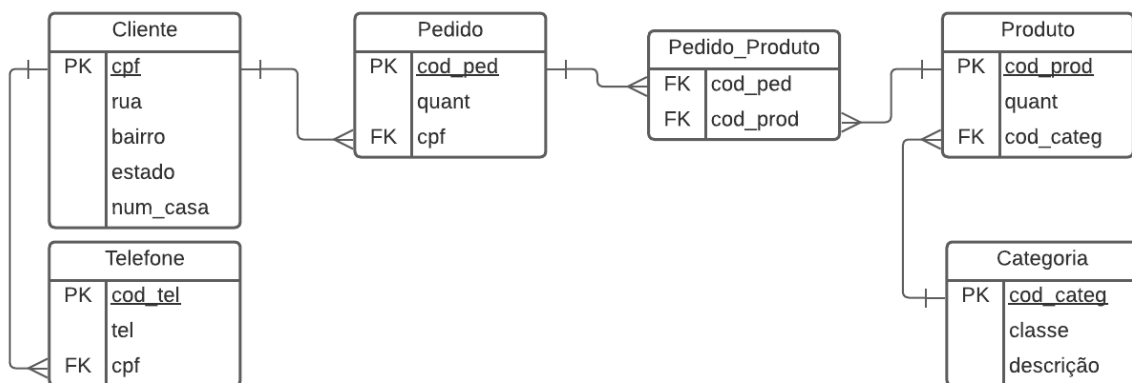 Cliente
PK cpf
rua
bairro
estado
num_casa
Telefone
PK cod_tel
tel
FK cpf
Pedido
PK cod_ped
quant
FK cpf
Pedido_Produto
FK cod_ped
FK cod_prod
Produto
PK cod_prod
quant
FK cod_categ
Categoria
PK cod_categ
classe
descrição